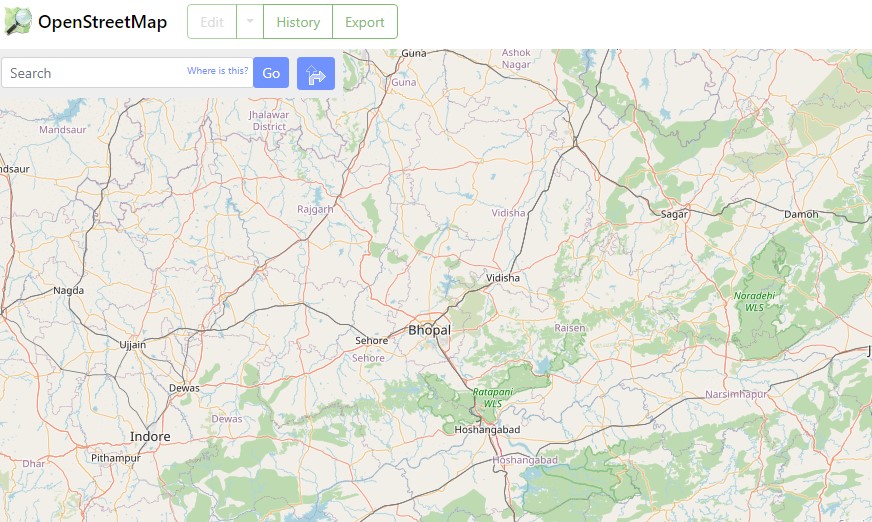 OpenStreetMap
Edit
History
Export
Search
Where is this?
Go
Guna
Ashok
Nagar
Guna
Mandsaur
Jhalawar
District
dsaur
Rajgarh
Vidisha
Sagar
Damoh
Vidisha
Nagda
Noradehi
WLS
Bhopal
Raisen
Sehore
Ujjain
Sehore
J
Dewas
Ratapani
WLS
Narsimhapur
Dewas
Hoshangabad
Indore
Pithampur
Hoshangabad
Dhar